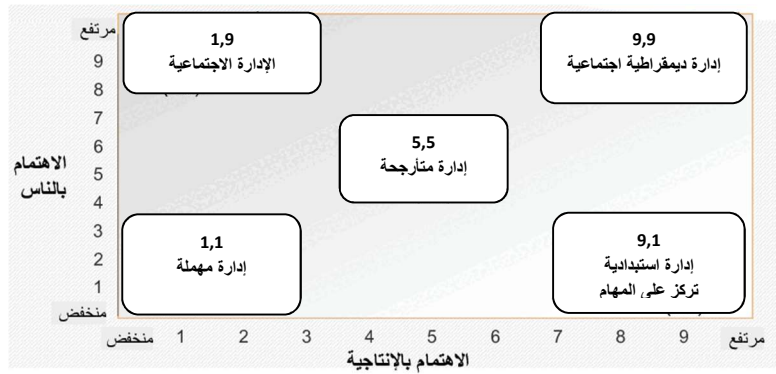 مرتفع
9
8
7
6
5
4
3
2
1
منخفض
الاهتمام
بالناس
1,9
الإدارة الاجتماعية
9,9
إدارة ديمقراطية اجتماعية
5,5
إدارة متأرجحة
1,1
إدارة مهملة
9,1
إدارة استبدادية
تركز على المهام
منخفض 1 2 3 4 5 6 7 8 9 مرتفع
الاهتمام بالإنتاجية